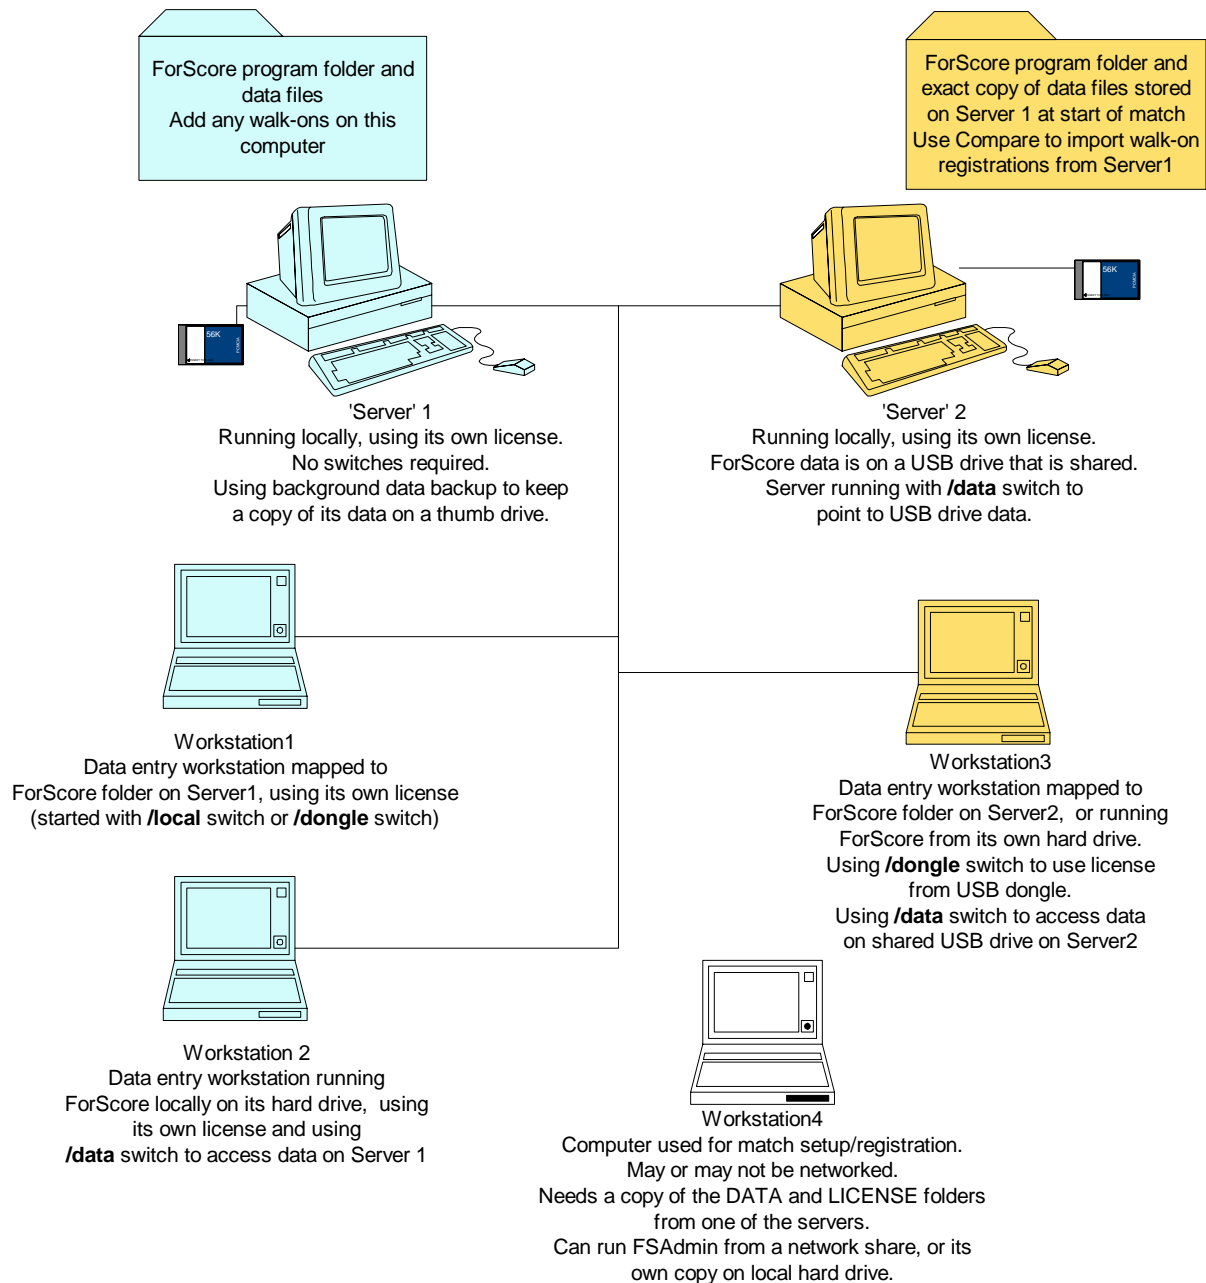 ForScore program folder and
data files
Add any walk-ons on this
computer
ForScore program folder and
exact copy of data files stored
on Server 1 at start of match
Use Compare to import walk-on
registrations from Server1
56K
PCMCIA
56K
PCMCIA
'Server' 1
Running locally, using its own license.
No switches required.
Using background data backup to keep
a copy of its data on a thumb drive.
'Server' 2
Running locally, using its own license.
ForScore data is on a USB drive that is shared.
Server running with /data switch to
point to USB drive data.
Workstation1
Data entry workstation mapped to
ForScore folder on Server1, using its own license
(started with /local switch or /dongle switch)
Workstation3
Data entry workstation mapped to
ForScore folder on Server2, or running
ForScore from its own hard drive.
Using /dongle switch to use license
from USB dongle.
Using /data switch to access data
on shared USB drive on Server2
Workstation 2
Data entry workstation running
ForScore locally on its hard drive, using
its own license and using
/data switch to access data on Server 1
Workstation4
Computer used for match setup/registration.
May or may not be networked.
Needs a copy of the DATA and LICENSE folders
from one of the servers.
Can run FSAdmin from a network share, or its
own copy on local hard drive.